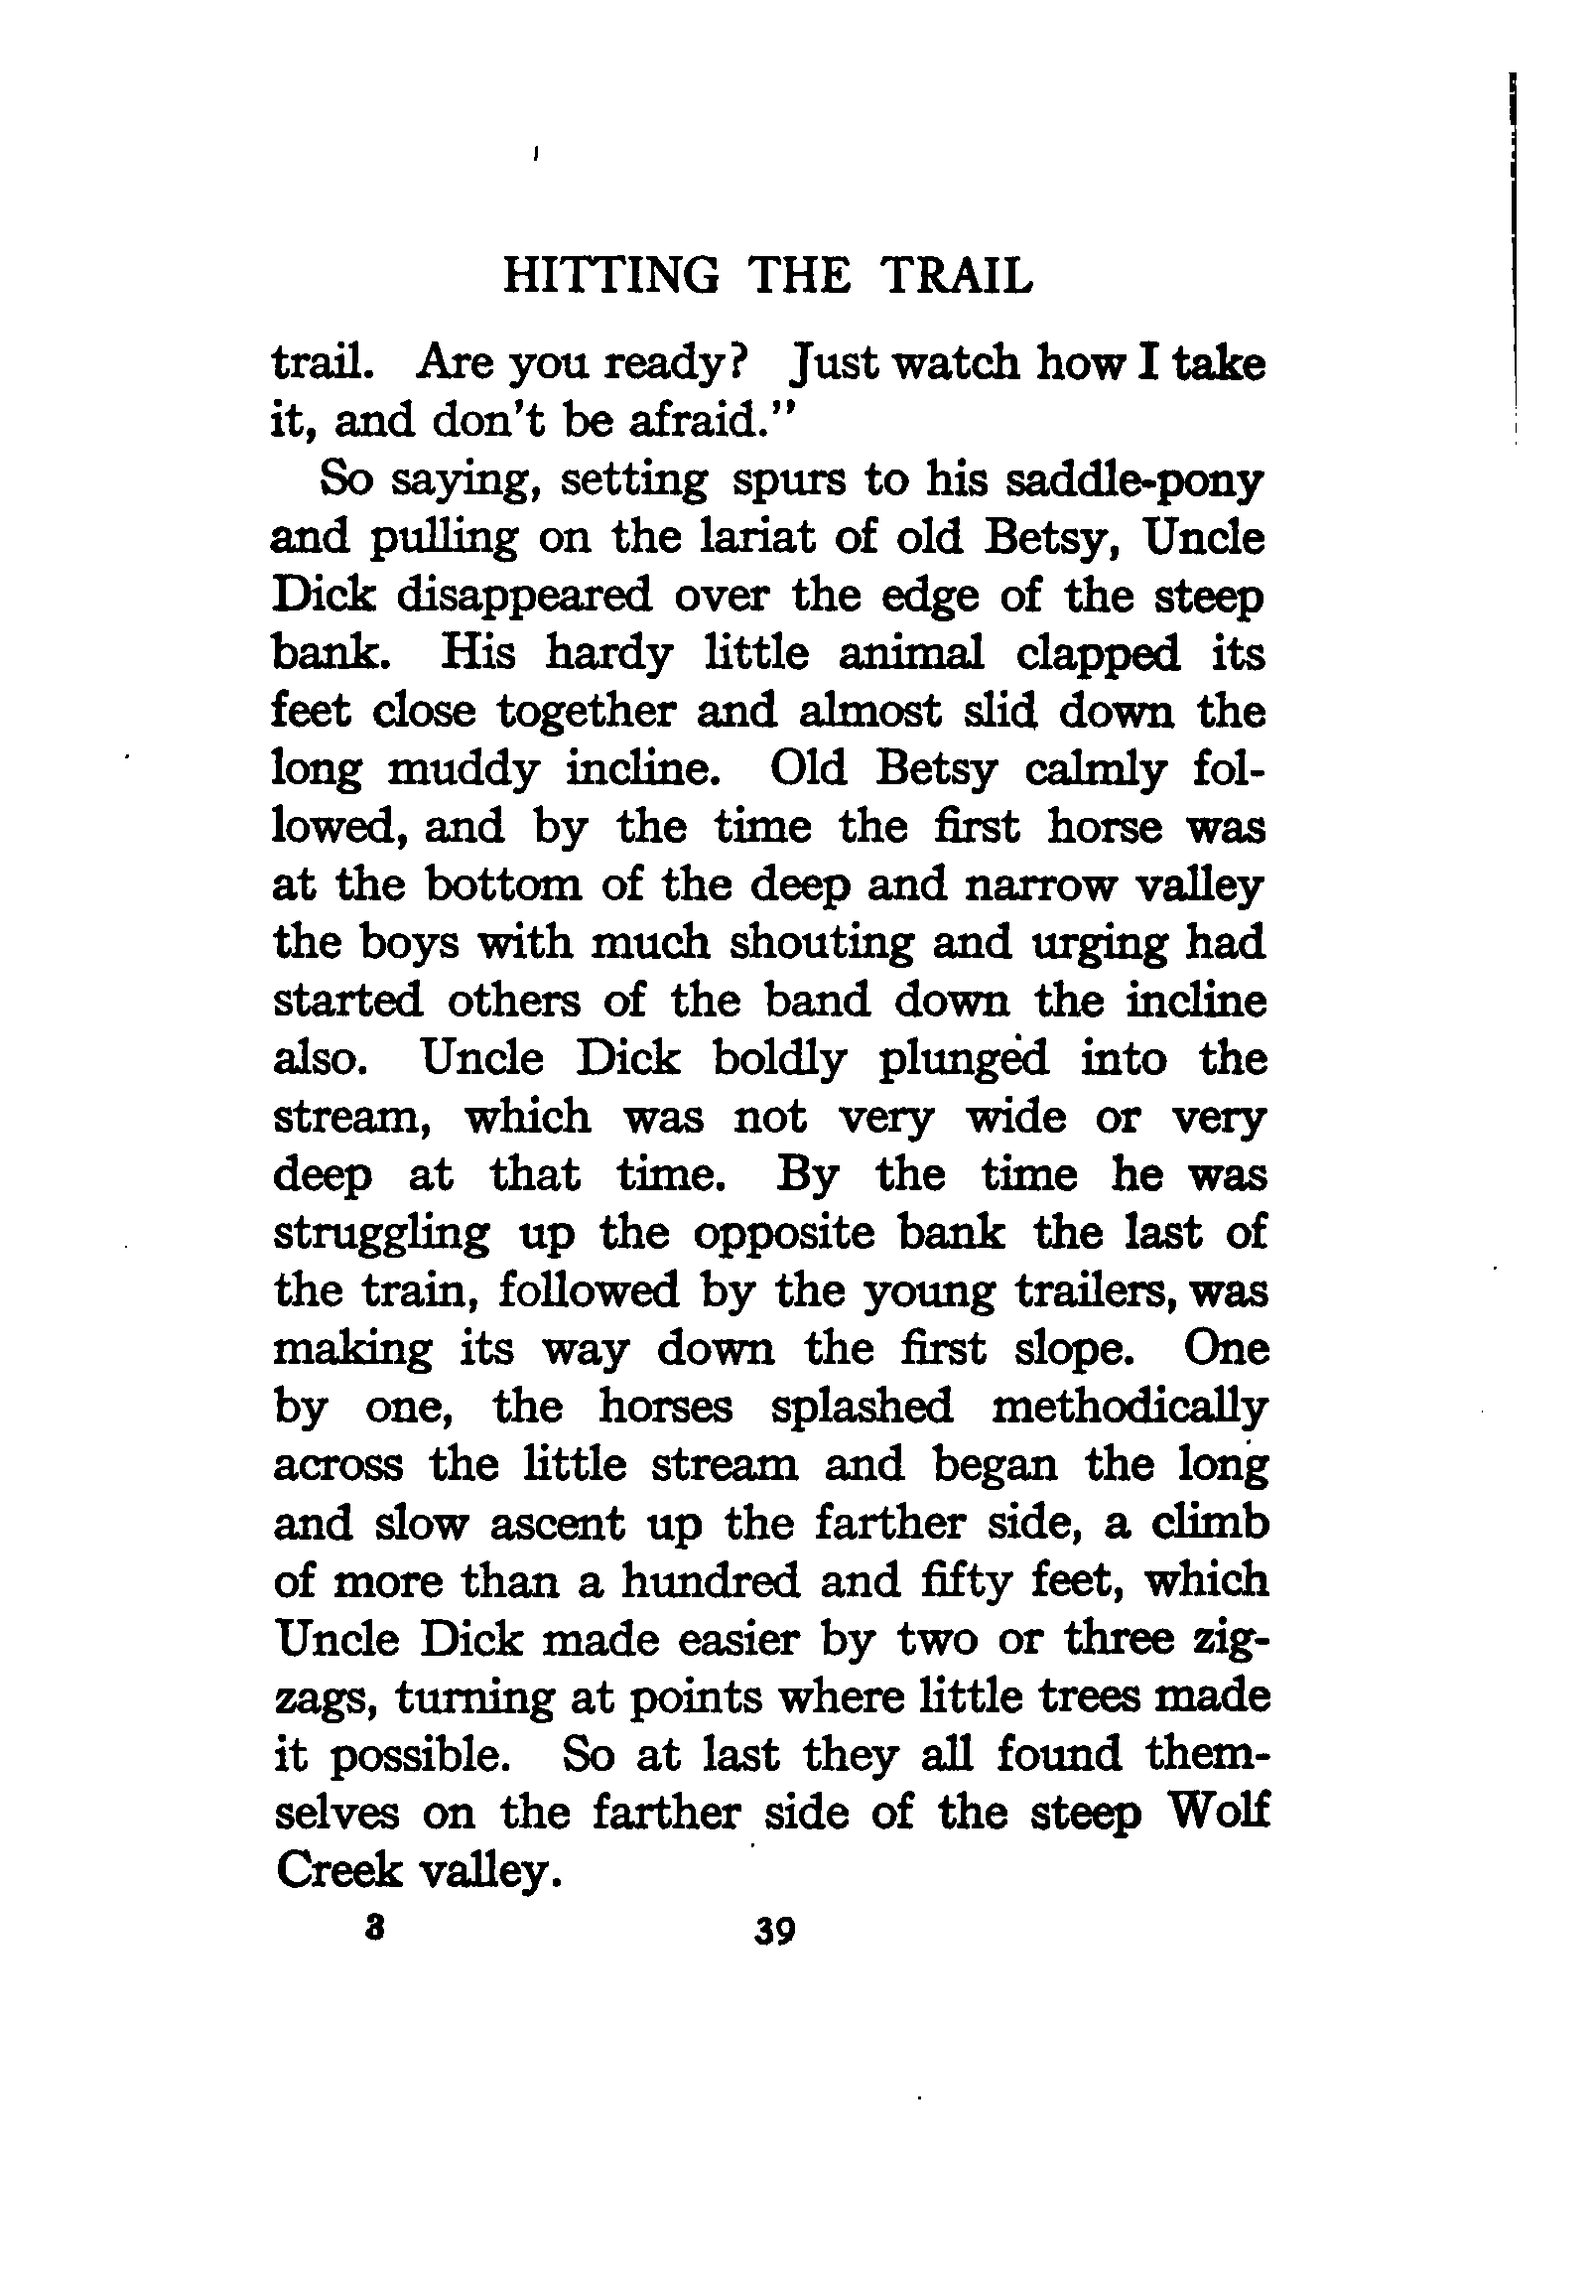 HITTING THE TRAIL
trail. Are you ready? Just watch how I take
it, and don't be afraid."
So saying, setting spurs to his saddle-pony
and pulling on the lariat of old Betsy, Uncle
Dick disappeared over the edge of the steep
bank. His hardy little animal clapped its
feet close together and almost slid down the
long muddy incline. Old Betsy calmly fol-
lowed, and by the time the first horse was
at the bottom of the deep and narrow valley
the boys with much shouting and urging had
started others of the band down the incline
also. Uncle Dick boldly plunged into the
stream, which was not very wide or very
deep at that time. By the time he was
struggling up the opposite bank the last of
the train, followed by the young trailers, was
making its way down the first slope. One
by one, the horses splashed methodically
across the little stream and began the long
and slow ascent up the farther side, a climb
of more than a hundred and fifty feet, which
Uncle Dick made easier by two or three zig-
zags, turning at points where little trees made
it possible. So at last they all found them-
selves on the farther side of the steep Wolf
Creek valley.
3 39